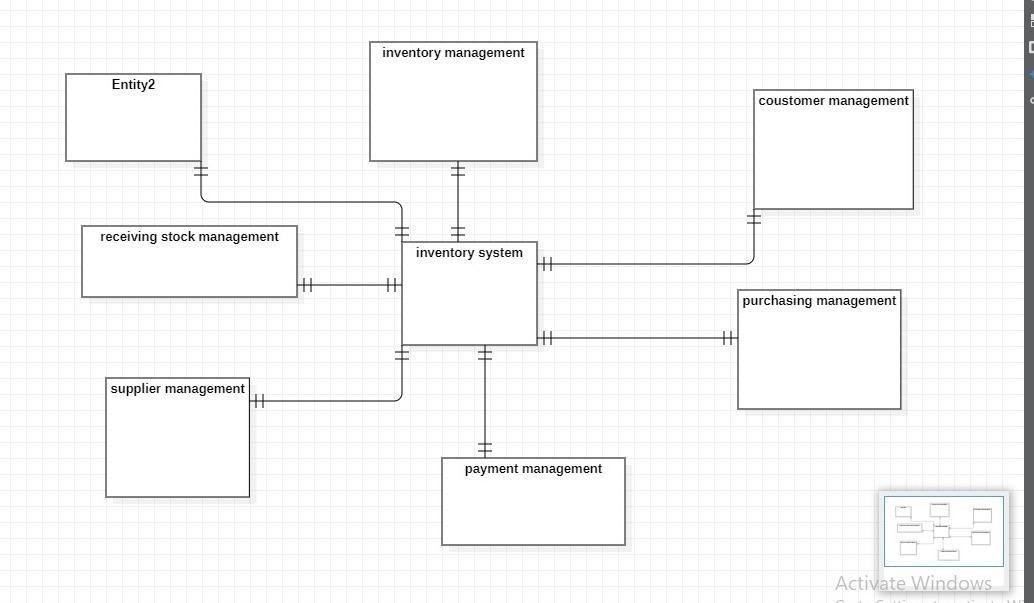 inventory management
Entity2
coustomer management
receiving stock management
inventory system
purchasing management
supplier management
payment management
Activate Windows